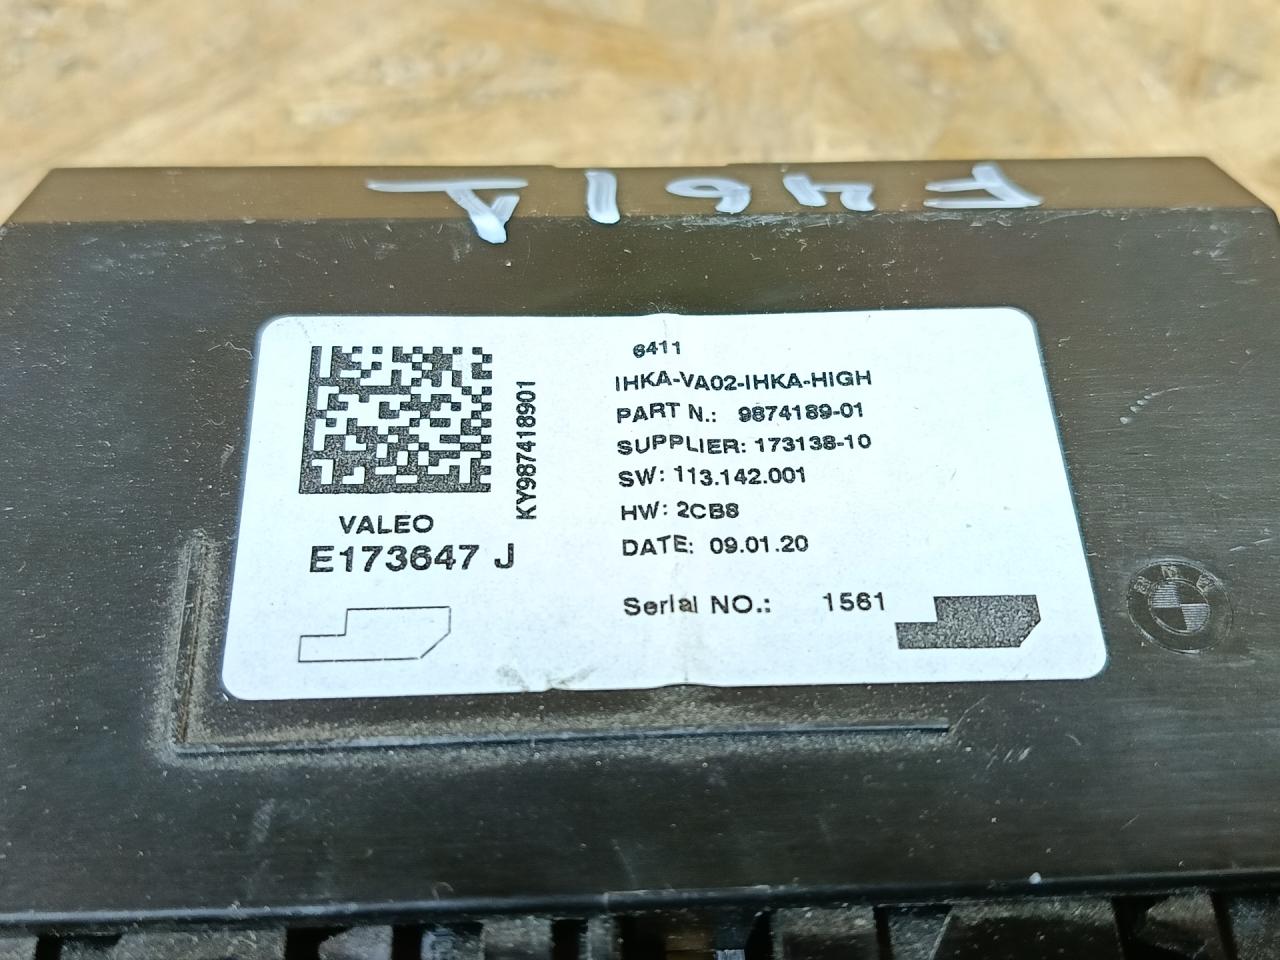 6411
IHKA-VA02-IHKA-HIGH
PART N.: 9874189-01
SUPPLIER: 173138-10
SW: 113.142.001
HW: 2CB8
DATE: 09.01.20
Serial NO.: 1561
KY987418901
VALEO
E173647 J
BMW